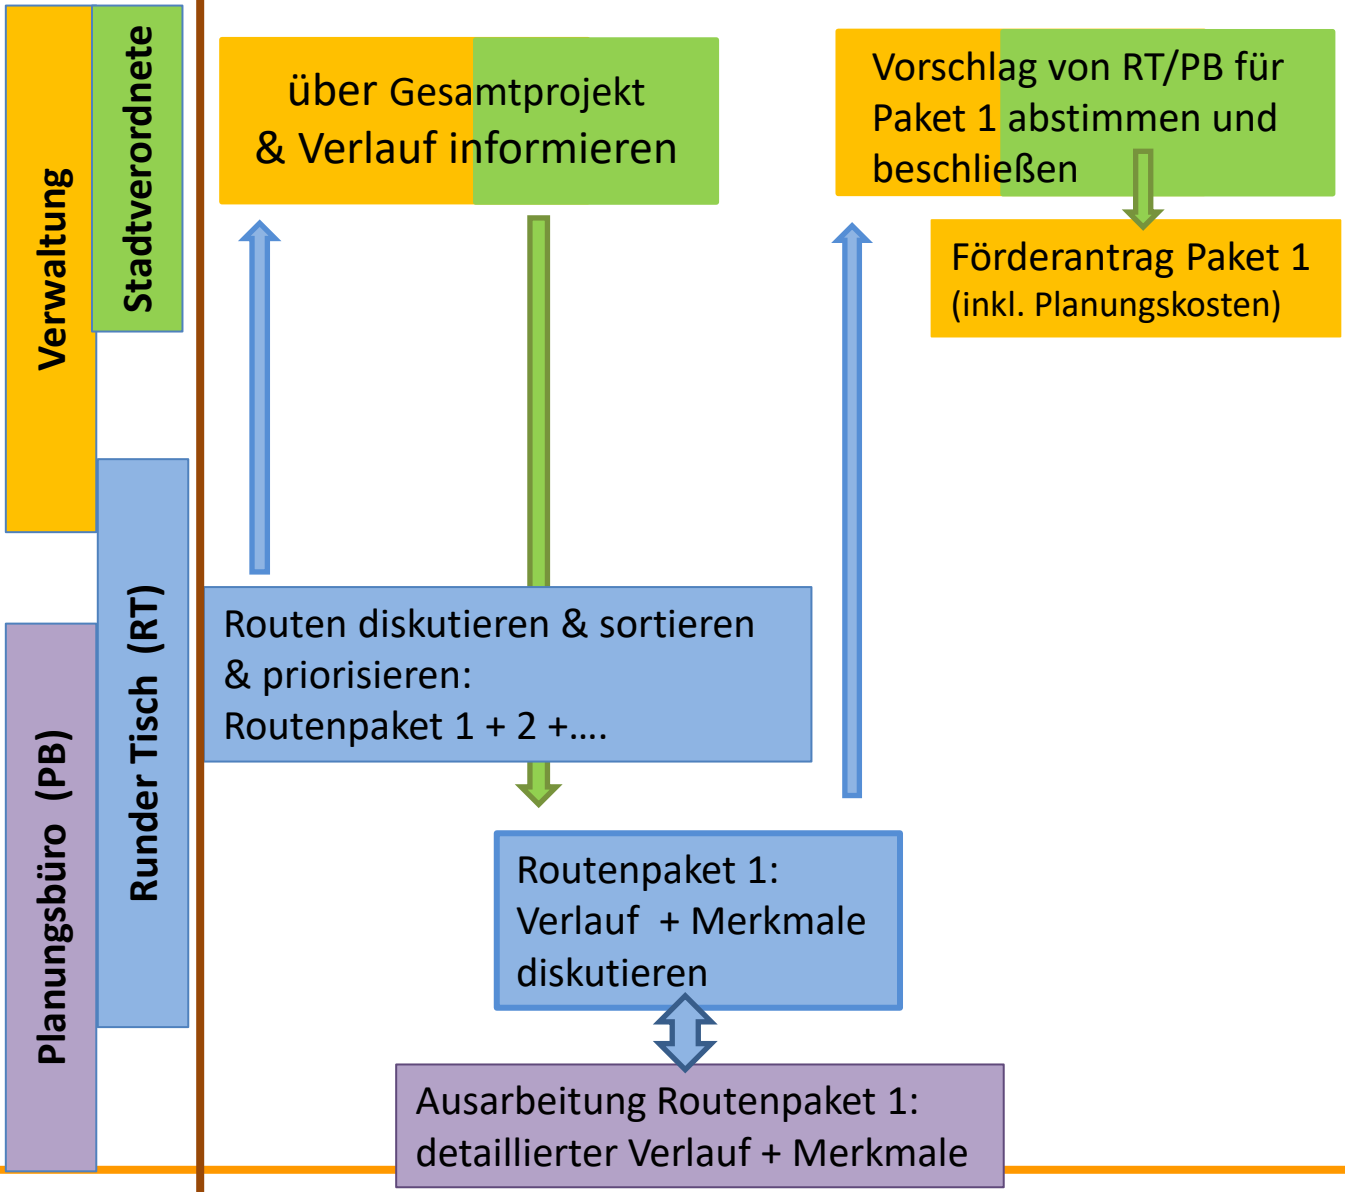 Verwaltung
Stadtverordnete
Planungsbüro (PB)
Runder Tisch (RT)
über Gesamtprojekt
& Verlauf informieren
Vorschlag von RT/PB für
Paket 1 abstimmen und
beschließen
Förderantrag Paket 1
(inkl. Planungskosten)
Routen diskutieren & sortieren
& priorisieren:
Routenpaket 1 + 2 +....
Routenpaket 1:
Verlauf + Merkmale
diskutieren
Ausarbeitung Routenpaket 1:
detaillierter Verlauf + Merkmale